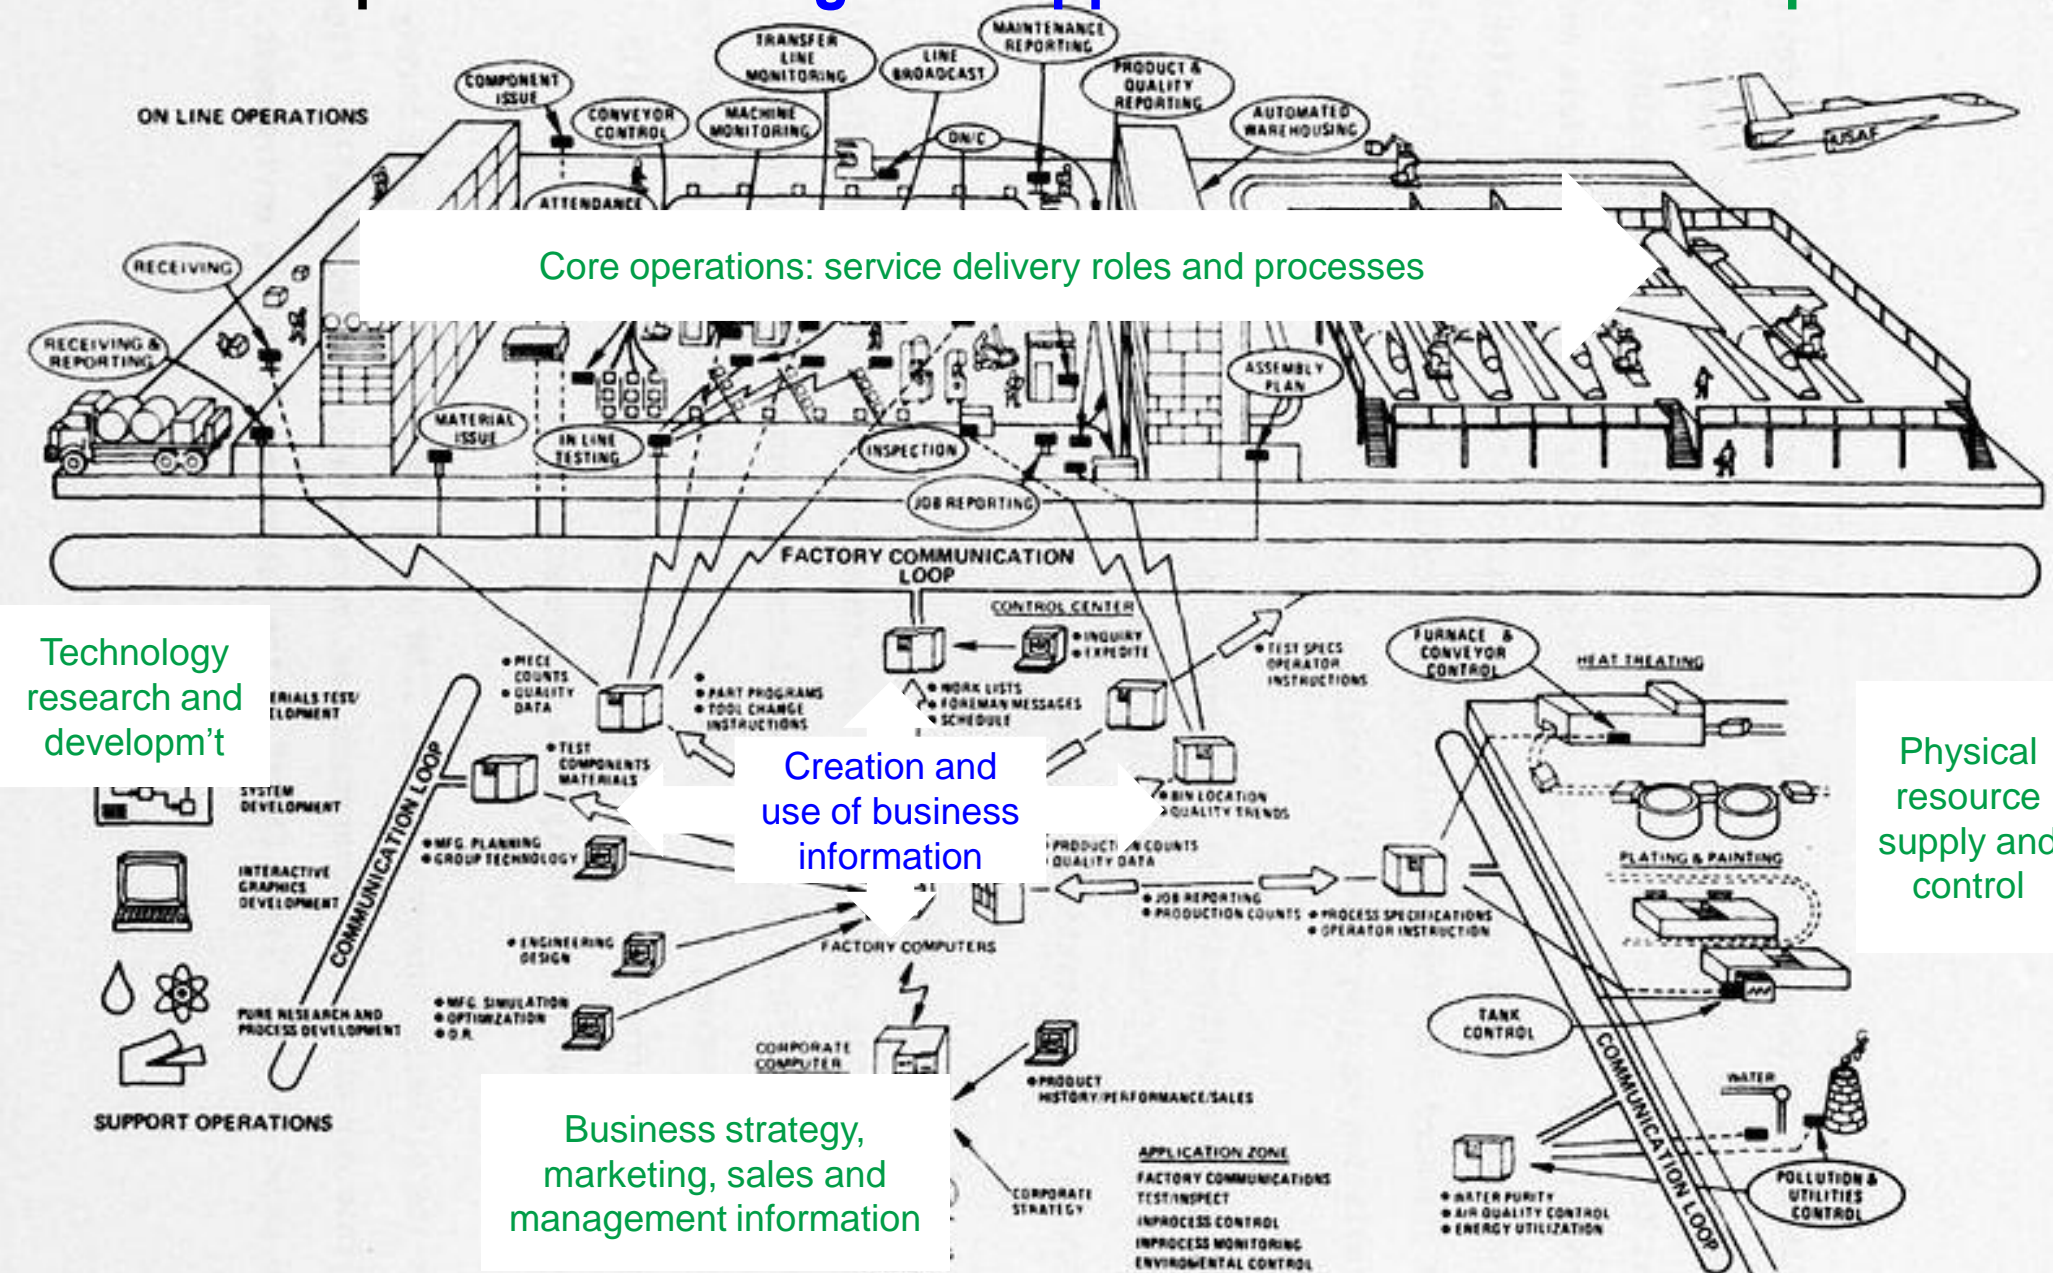 TRANSFER
LINE
MONITORING
LINE
BROADCAST
MAINTENANCE
REPORTING
PRODUCT &
QUALITY
REPORTING
COMPONENT
ISSUE
ON LINE OPERATIONS
CONVEYOR
CONTROL
MACHINE
MONITORING
DN/C
AUTOMATED
WAREHOUSING
USAF
ATTENDANCE
RECEIVING
Core operations: service delivery roles and processes
RECEIVING &
REPORTING
ASSEMBLY
PLAN
MATERIAL
ISSUE
IN LINE
TESTING
INSPECTION
JOB REPORTING
FACTORY COMMUNICATION
LOOP
CONTROL CENTER
● INQUIRY
● EXPEDITE
Technology
research and
developm't
● PIECE
COUNTS
● QUALITY
DATA
● PART PROGRAMS
● TOOL CHANGE
INSTRUCTIONS
● WORK LISTS
● FOREMAN MESSAGES
● SCHEDULE
● TEST SPECS
OPERATOR
INSTRUCTIONS
FURNACE &
CONVEYOR
CONTROL
HEAT TREATING
● TEST
COMPONENTS
MATERIALS
SYSTEM
DEVELOPMENT
Creation and
use of business
information
● BIN LOCATION
● QUALITY TRENDS
Physical
resource
supply and
control
● MFG. PLANNING
● GROUP TECHNOLOGY
PRODUCTION COUNTS
QUALITY DATA
PLATING & PAINTING
INTERACTIVE
GRAPHICS
DEVELOPMENT
COMMUNICATION LOOP
● JOB REPORTING
● PRODUCTION COUNTS
● PROCESS SPECIFICATIONS
● OPERATOR INSTRUCTION
● ENGINEERING
DESIGN
FACTORY COMPUTERS
PURE RESEARCH AND
PROCESS DEVELOPMENT
● MFG. SIMULATION
● OPTIMIZATION
● O.R.
TANK
CONTROL
CORPORATE
COMPUTER
● PRODUCT
HISTORY/PERFORMANCE/SALES
COMMUNICATION LOOP
WATER
SUPPORT OPERATIONS
Business strategy,
marketing, sales and
management information
CORPORATE
STRATEGY
APPLICATION ZONE
FACTORY COMMUNICATIONS
TEST/INSPECT
INPROCESS CONTROL
INPROCESS MONITORING
ENVIROMENTAL CONTROL
● WATER PURITY
● AIR QUALITY CONTROL
● ENERGY UTILIZATION
POLLUTION &
UTILITIES
CONTROL